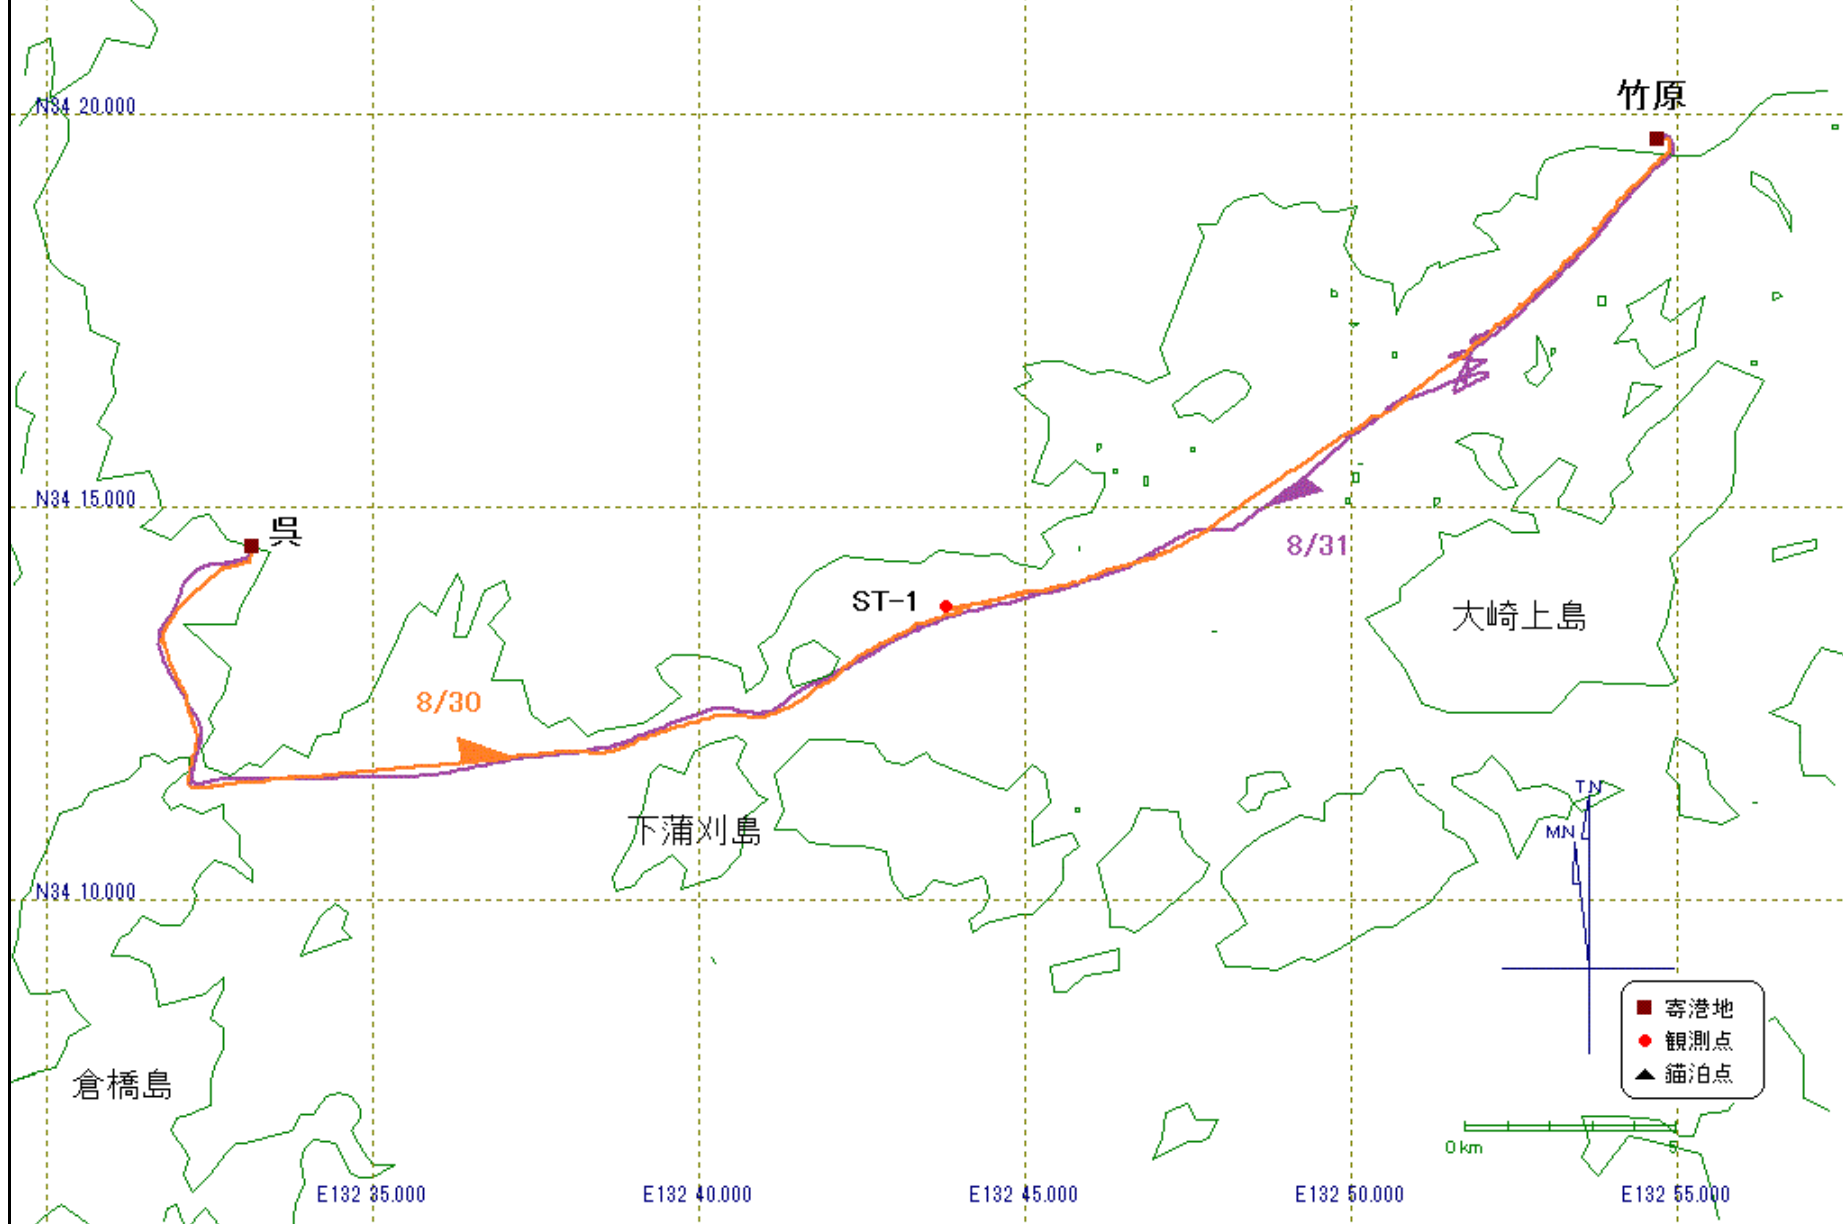 竹原
N34 20.000
N34 15.000
呉
8/31
ST-1
大崎上島
8/30
T.N
下蒲刈島
M.N
N34 10.000
寄港地
観測点
錨泊点
倉橋島
0 km
5
E132 35.000
E132 40.000
E132 45.000
E132 50.000
E132 55.000